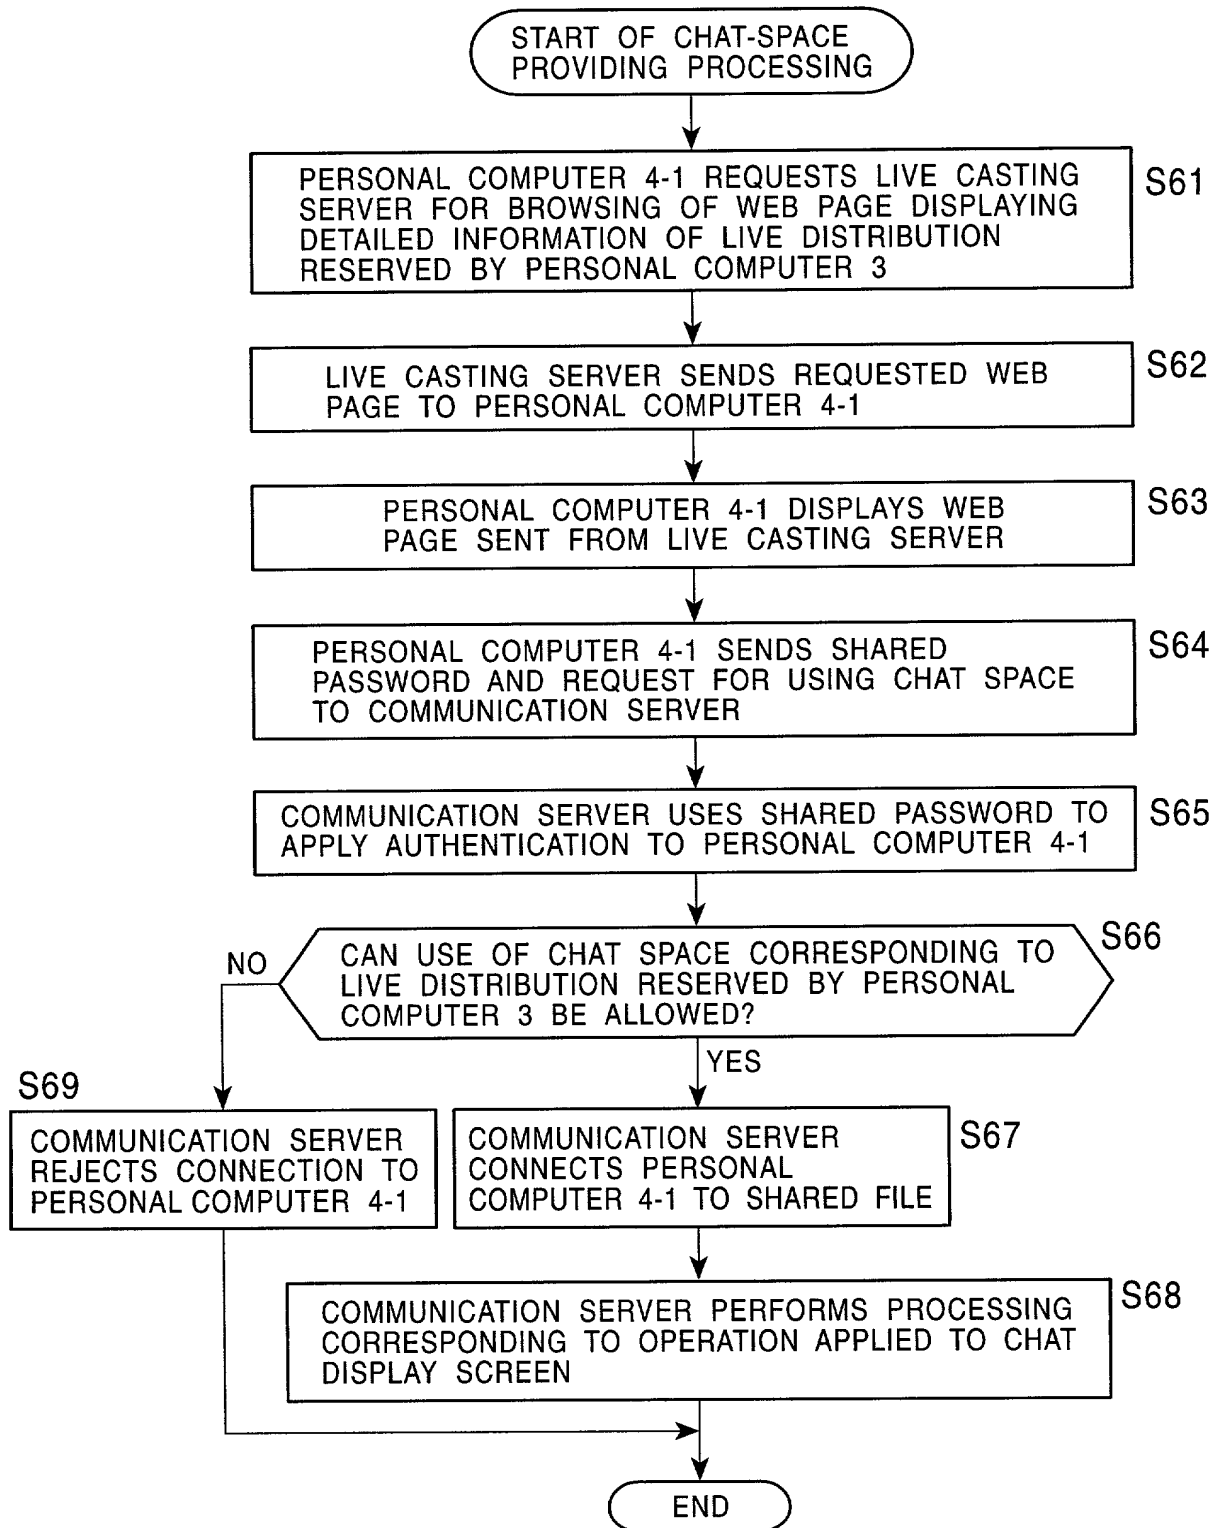 START OF CHAT-SPACE
PROVIDING PROCESSING
PERSONAL COMPUTER 4-1 REQUESTS LIVE CASTING
SERVER FOR BROWSING OF WEB PAGE DISPLAYING
DETAILED INFORMATION OF LIVE DISTRIBUTION
RESERVED BY PERSONAL COMPUTER 3
S61
LIVE CASTING SERVER SENDS REQUESTED WEB
PAGE TO PERSONAL COMPUTER 4-1
S62
PERSONAL COMPUTER 4-1 DISPLAYS WEB
PAGE SENT FROM LIVE CASTING SERVER
S63
PERSONAL COMPUTER 4-1 SENDS SHARED
PASSWORD AND REQUEST FOR USING CHAT SPACE
TO COMMUNICATION SERVER
S64
COMMUNICATION SERVER USES SHARED PASSWORD TO
APPLY AUTHENTICATION TO PERSONAL COMPUTER 4-1
S65
CAN USE OF CHAT SPACE CORRESPONDING TO
LIVE DISTRIBUTION RESERVED BY PERSONAL
COMPUTER 3 BE ALLOWED?
S66
NO
YES
S69
COMMUNICATION SERVER
REJECTS CONNECTION TO
PERSONAL COMPUTER 4-1
COMMUNICATION SERVER
CONNECTS PERSONAL
COMPUTER 4-1 TO SHARED FILE
S67
COMMUNICATION SERVER PERFORMS PROCESSING
CORRESPONDING TO OPERATION APPLIED TO CHAT
DISPLAY SCREEN
S68
END